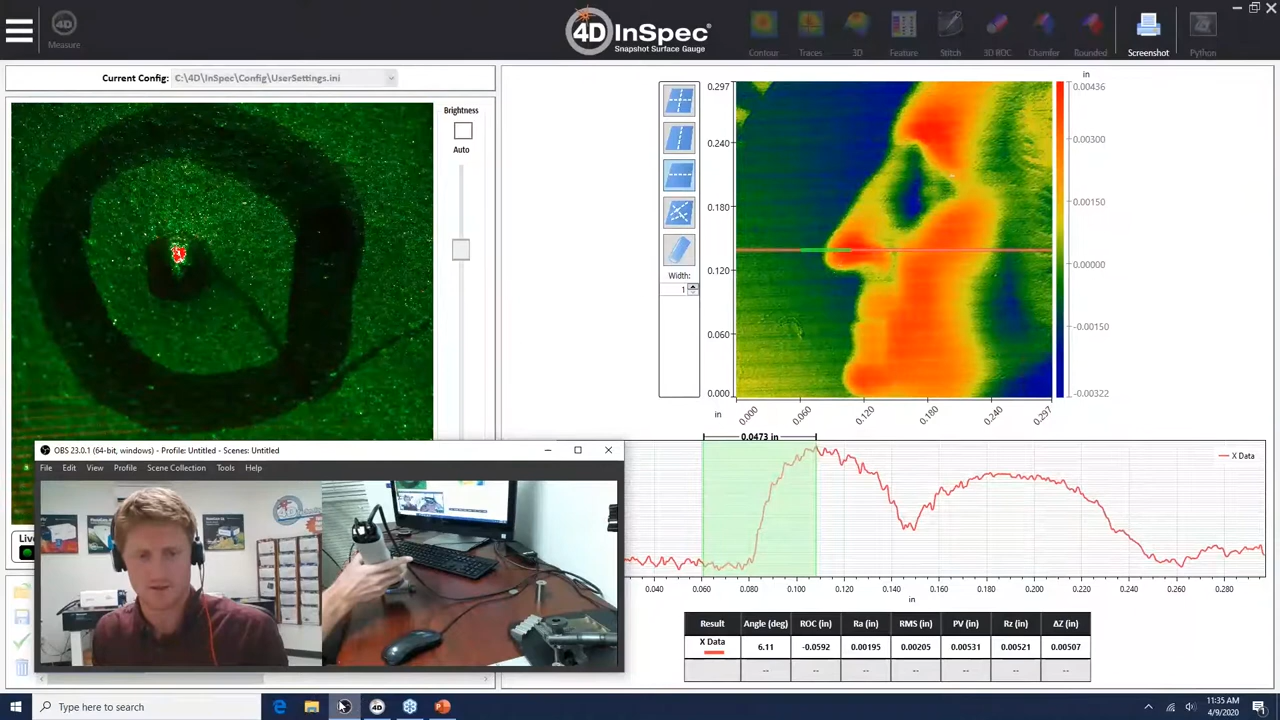 Measure
4D InSpec®
Snapshot Surface Gauge
Contour
Traces
3D
Feature
Stitch
3D ROC
Chamfer
Rounded
Screenshot
Python
Current Config:
C:\4D\InSpec\Config\UserSettings.ini
Brightness
Auto
Width:
1
in
0.297
0.240
0.180
0.120
0.060
0.000
in
0.000
0.060
0.120
0.180
0.240
0.297
0.00436
0.00300
0.00150
0.00000
-0.00150
-0.00322
OBS 23.0.1 (64-bit, windows) - Profile: Untitled - Scenes: Untitled
File Edit View Profile Scene Collection Tools Help
Live
0.0473 in
X Data
0.040 0.060 0.080 0.100 0.120 0.140 0.160 0.180 0.200 0.220 0.240 0.260 0.280
in
Result Angle (deg) ROC (in) Ra (in) RMS (in) PV (in) Rz (in) ΔZ (in)
X Data 6.11 -0.0592 0.00195 0.00205 0.00531 0.00521 0.00507
-- -- -- -- -- -- --
Type here to search
11:35 AM
4/9/2020